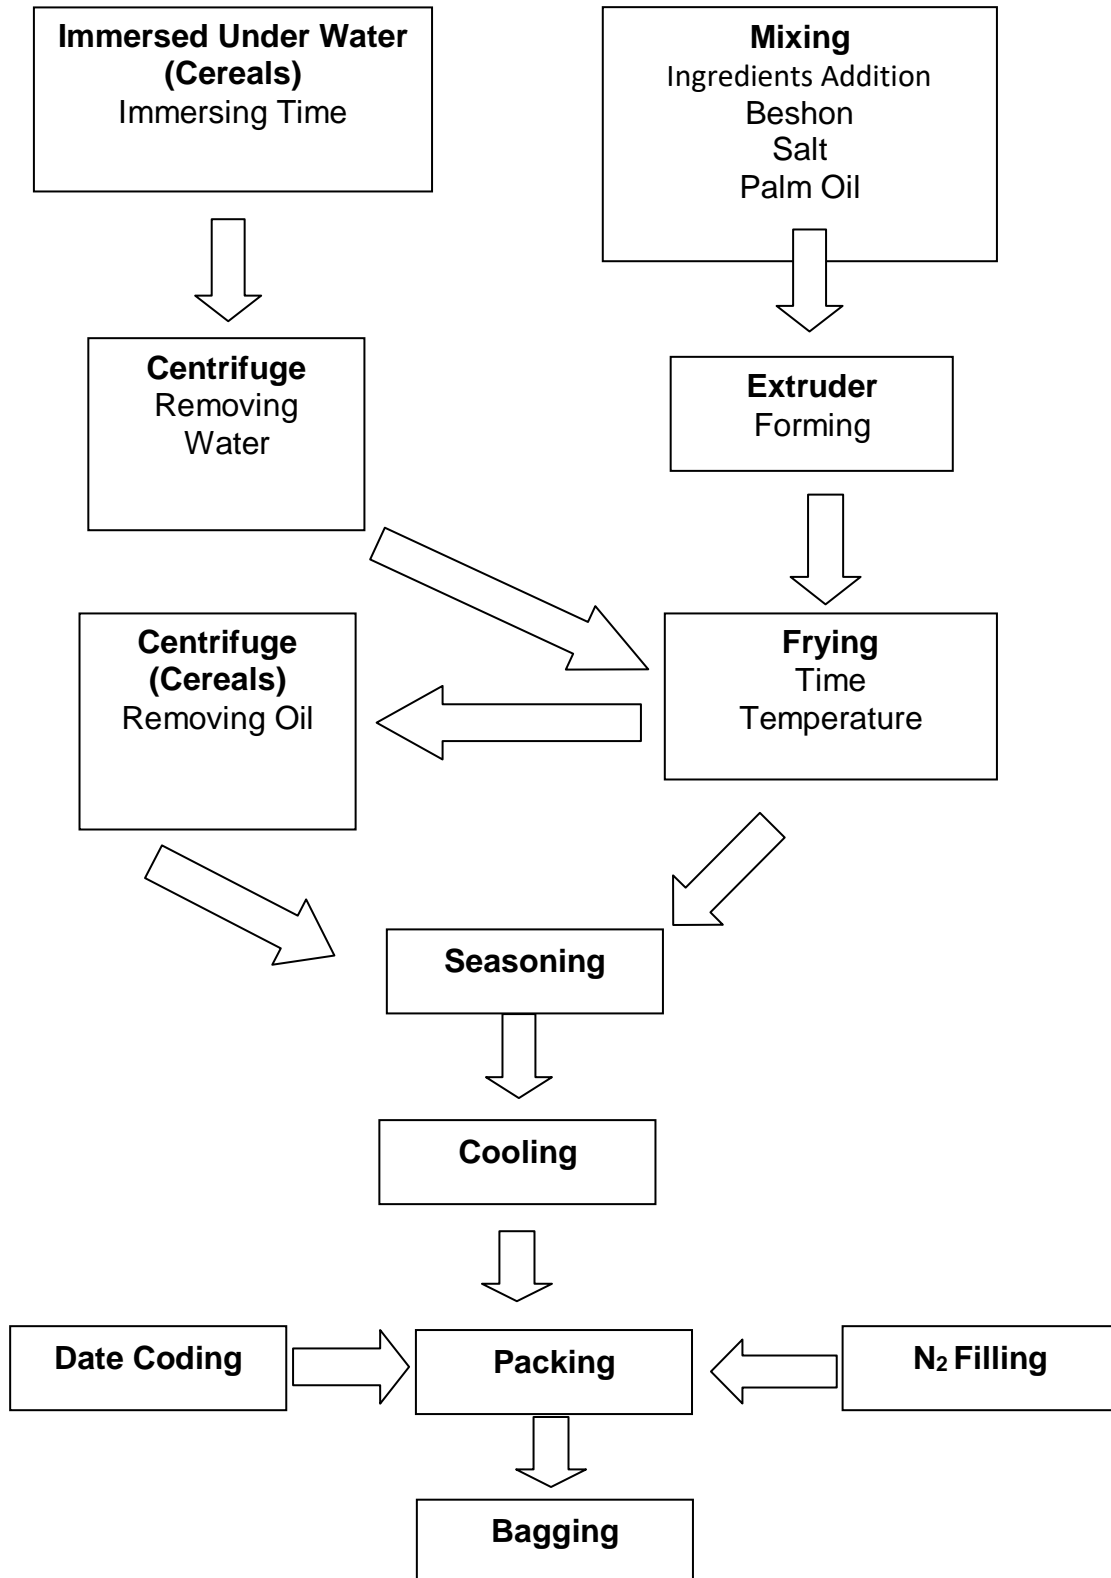 Immersed Under Water
(Cereals)
Immersing Time
Mixing
Ingredients Addition
Beshon
Salt
Palm Oil
Centrifuge
Removing
Water
Extruder
Forming
Centrifuge
(Cereals)
Removing Oil
Frying
Time
Temperature
Seasoning
Cooling
Date Coding
Packing
N₂ Filling
Bagging